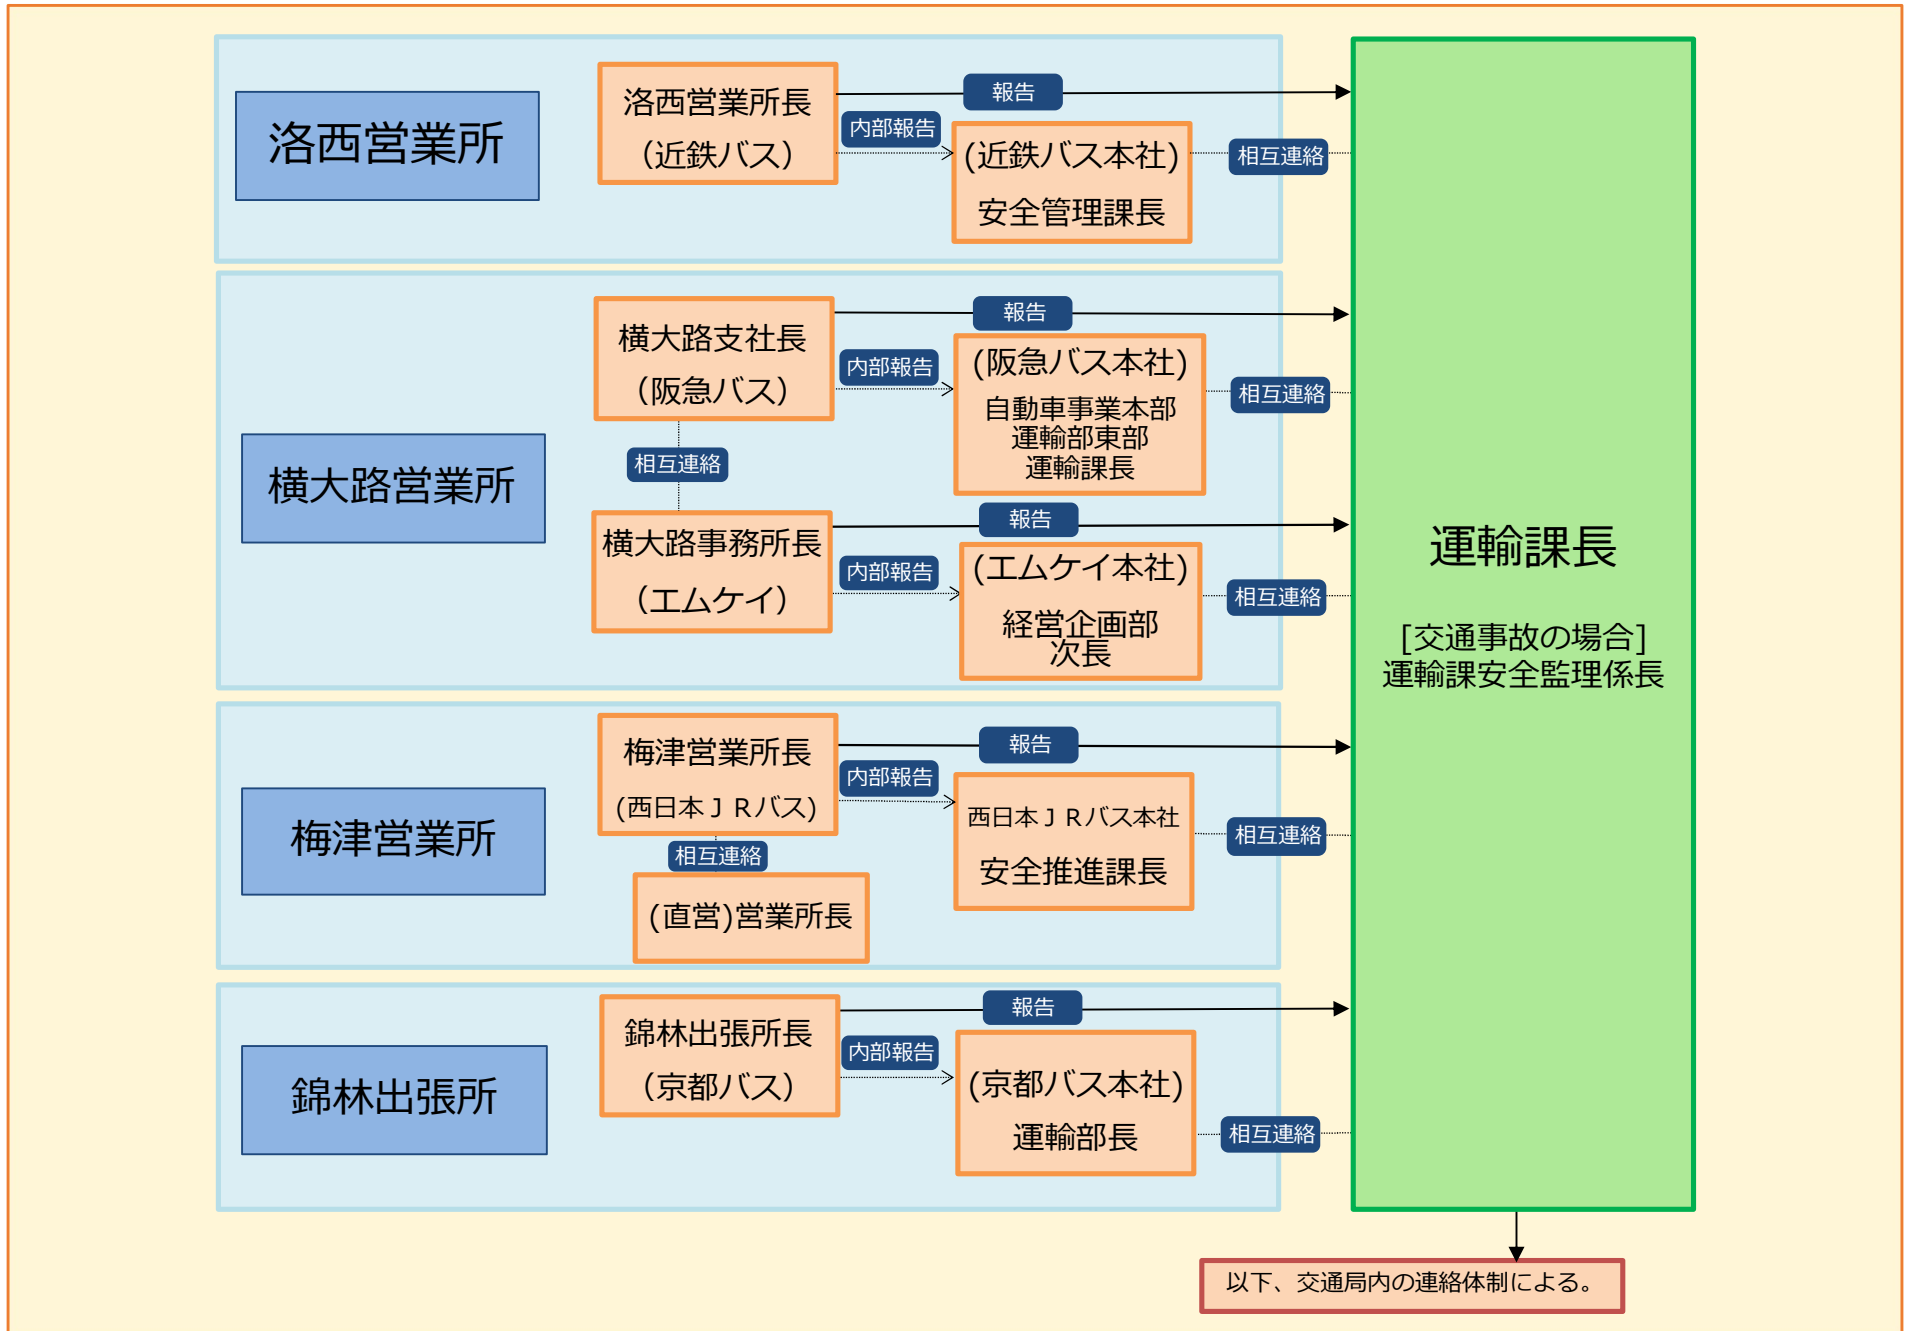 洛西営業所
洛西営業所長
（近鉄バス）
報告
内部報告
(近鉄バス本社)
安全管理課長
相互連絡
横大路営業所
横大路支社長
（阪急バス）
報告
内部報告
(阪急バス本社)
自動車事業本部
運輸部東部
運輸課長
相互連絡
相互連絡
横大路事務所長
（エムケイ）
報告
内部報告
(エムケイ本社)
経営企画部
次長
相互連絡
梅津営業所
梅津営業所長
(西日本ＪＲバス)
報告
内部報告
西日本ＪＲバス本社
安全推進課長
相互連絡
相互連絡
(直営)営業所長
錦林出張所
錦林出張所長
（京都バス）
報告
内部報告
(京都バス本社)
運輸部長
相互連絡
運輸課長
[交通事故の場合]
運輸課安全監理係長
以下、交通局内の連絡体制による。